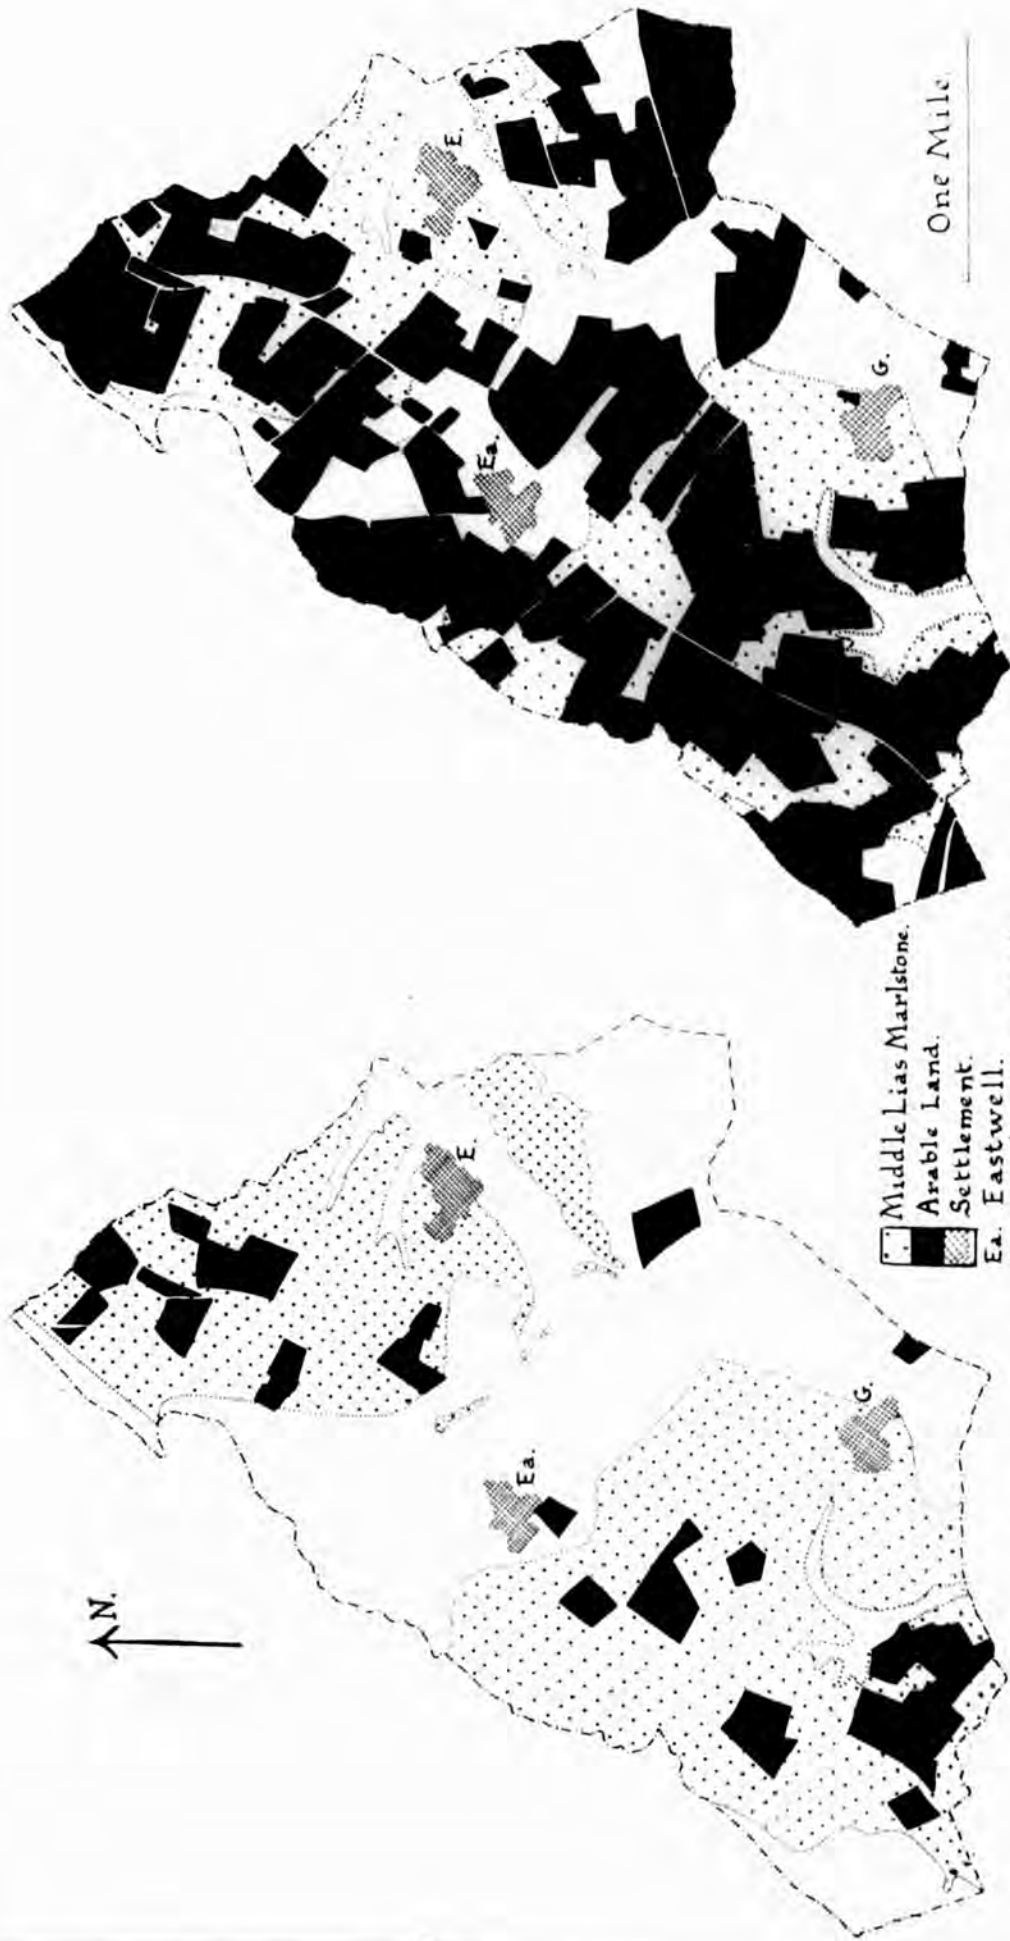 N.
E.
Ea.
G.
E.
Ea.
G.
One Mile.
Middle Lias Marlstone.
Arable Land.
Settlement.
Ea. Eastwell.